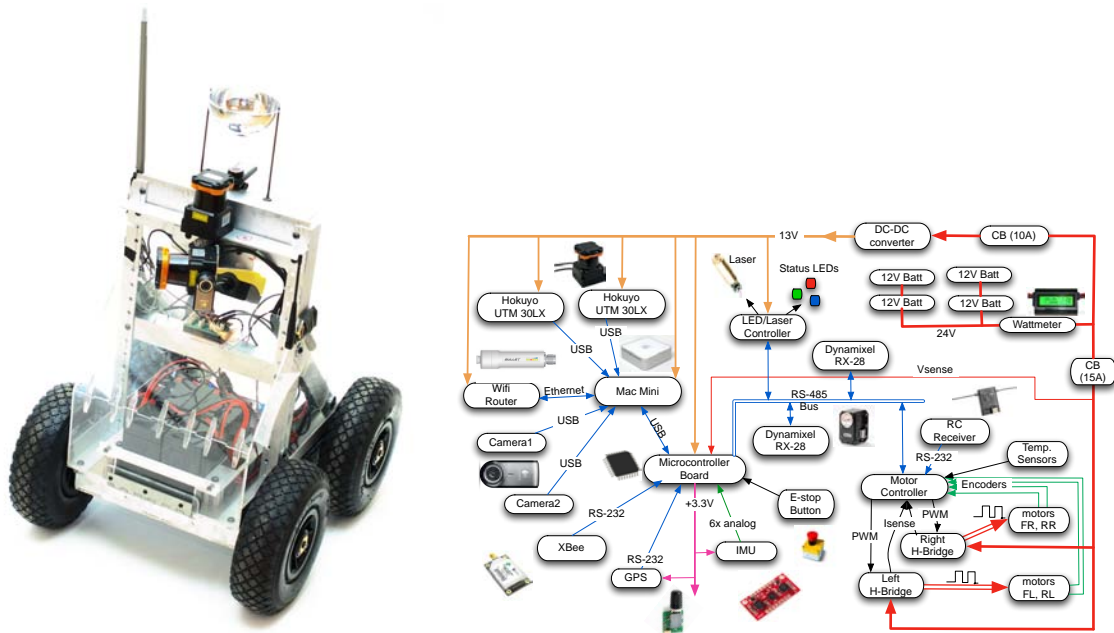 13V
DC-DC
converter
CB (10A)
Laser
Status LEDs
12V Batt
12V Batt
12V Batt
12V Batt
Hokuyo
UTM 30LX
Hokuyo
UTM 30LX
USB
LED/Laser
Controller
24V
Wattmeter
USB
Dynamixel
RX-28
Vsense
CB
(15A)
Wifi
Router
Ethernet
Mac Mini
RS-485
Bus
USB
USB
Camera1
Dynamixel
RX-28
RC
Receiver
RS-232
Temp.
Sensors
USB
Microcontroller
Board
Motor
Controller
Encoders
Camera2
+3.3V
E-stop
Button
RS-232
6x analog
PWM
Isense
PWM
motors
FR, RR
XBee
RS-232
IMU
Right
H-Bridge
GPS
Left
H-Bridge
motors
FL, RL